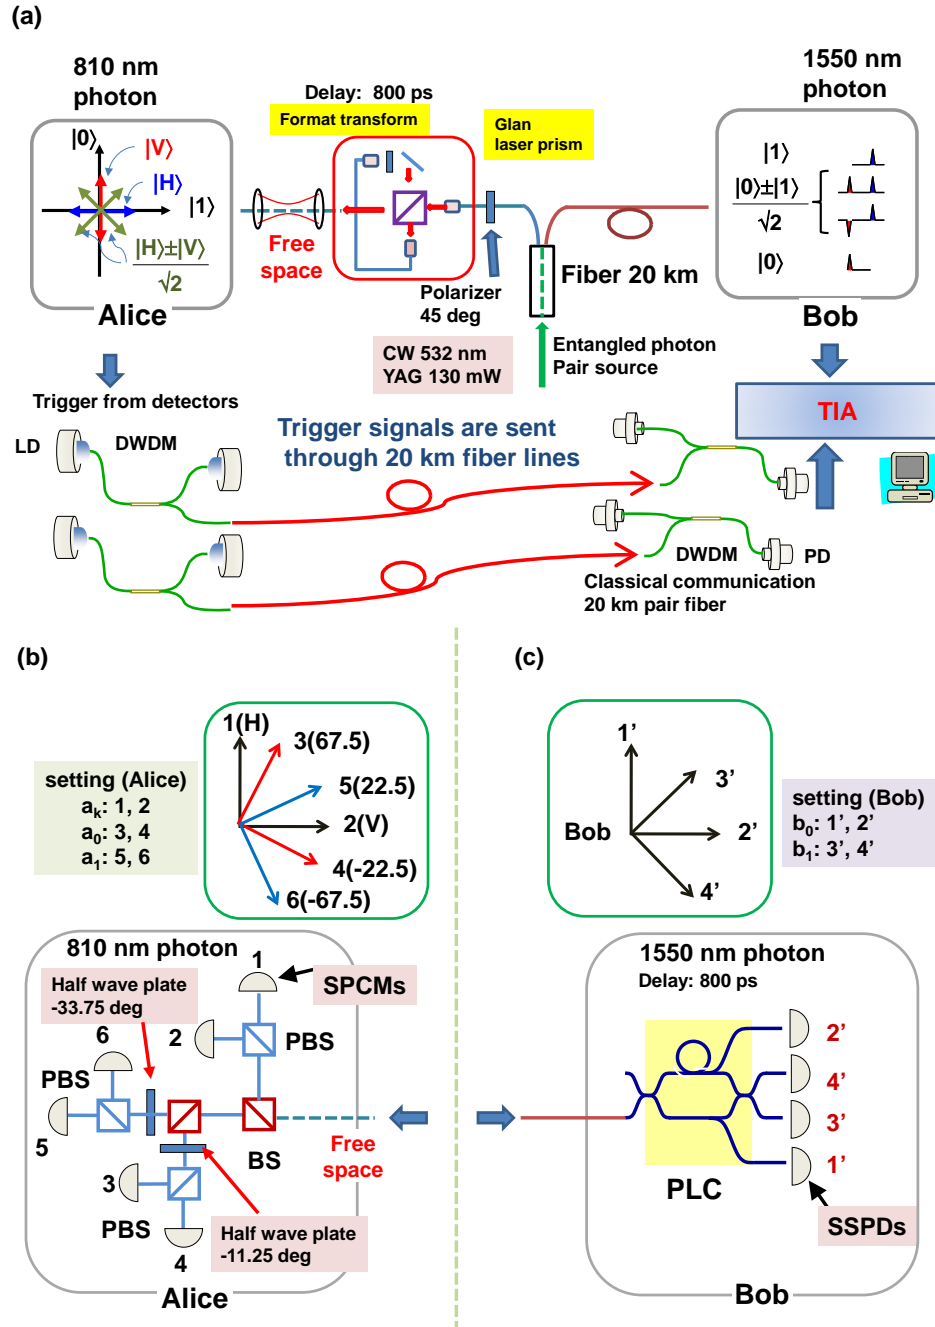 (a)
810 nm
photon
1550 nm
photon
Delay: 800 ps
Format transform
Glan
laser prism
|0⟩
|V⟩
|H⟩
|1⟩
|H⟩±|V⟩
√2
Alice
Free
space
Polarizer
45 deg
Fiber 20 km
|1⟩
|0⟩±|1⟩
√2
|0⟩
Bob
CW 532 nm
YAG 130 mW
Entangled photon
Pair source
Trigger from detectors
LD
DWDM
Trigger signals are sent
through 20 km fiber lines
TIA
DWDM
PD
Classical communication
20 km pair fiber
(b)
1(H)
3(67.5)
5(22.5)
2(V)
4(-22.5)
6(-67.5)
setting (Alice)
aₖ: 1, 2
a₀: 3, 4
a₁: 5, 6
810 nm photon
Half wave plate
-33.75 deg
1
SPCMs
2
PBS
6
PBS
5
BS
Free
space
3
PBS
4
Half wave plate
-11.25 deg
Alice
(c)
1’
3’
Bob
2’
4’
setting (Bob)
b₀: 1’, 2’
b₁: 3’, 4’
1550 nm photon
Delay: 800 ps
2’
4’
3’
1’
PLC
SSPDs
Bob